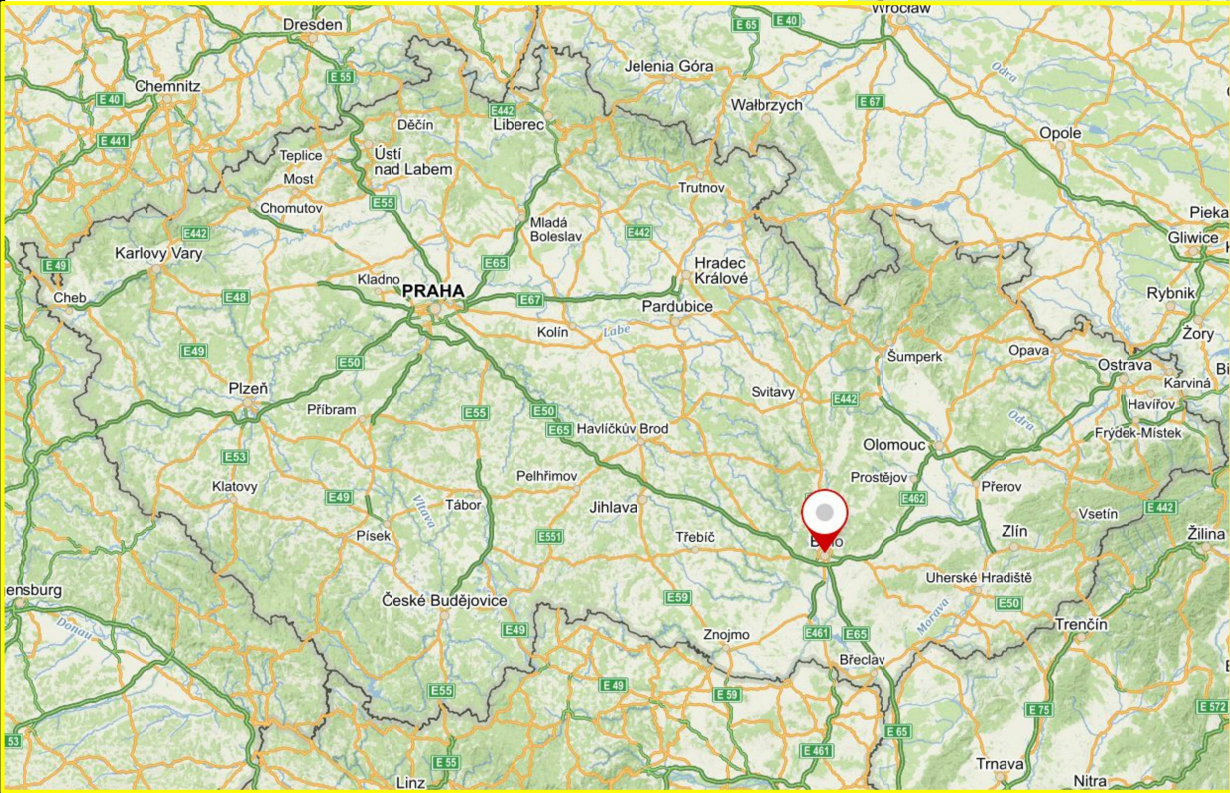 Dresden
Wrocław
E 65
E 40
E 55
Jelenia Góra
Chemnitz
E 40
E 67
Wałbrzych
E442
Děčín
Liberec
Odra
Opole
E 441
Teplice
Ústí
nad Labem
Most
Trutnov
Chomutov
E55
Mladá
Boleslav
E442
E442
Pieka
Gliwice
Karlovy Vary
E 49
E65
Hradec
Králové
Kladno
PRAHA
Cheb
E48
E67
Pardubice
Rybnik
Kolín
Labe
Żory
E49
E50
Šumperk
Opava
Ostrava
Plzeň
Svitavy
E442
Karviná
Bi
Havířov
Příbram
E55
E50
E65
Havlíčkův Brod
Odra
Frýdek-Místek
Olomouc
E53
Pelhřimov
Prostějov
Přerov
Klatovy
E49
Vltava
Tábor
Jihlava
E462
E 442
Vsetín
Písek
E551
Třebíč
Zlín
Žilina
ensburg
České Budějovice
E59
Uherské Hradiště
E50
Donau
E49
Znojmo
E461
E65
Morava
Trenčín
Břeclav
E55
E 49
E 59
E 75
E 572
53
E 65
E 461
E 55
Linz
Trnava
Nitra